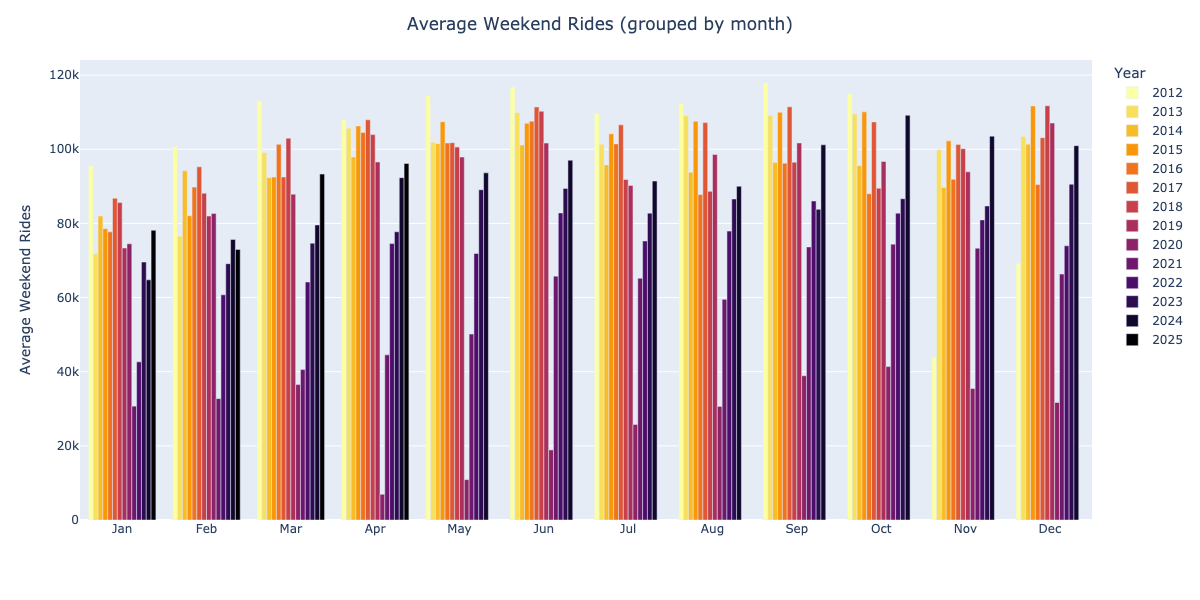 Average Weekend Rides (grouped by month)
Average Weekend Rides
120k
100k
80k
60k
40k
20k
0
Jan Feb Mar Apr May Jun Jul Aug Sep Oct Nov Dec
Year
2012
2013
2014
2015
2016
2017
2018
2019
2020
2021
2022
2023
2024
2025